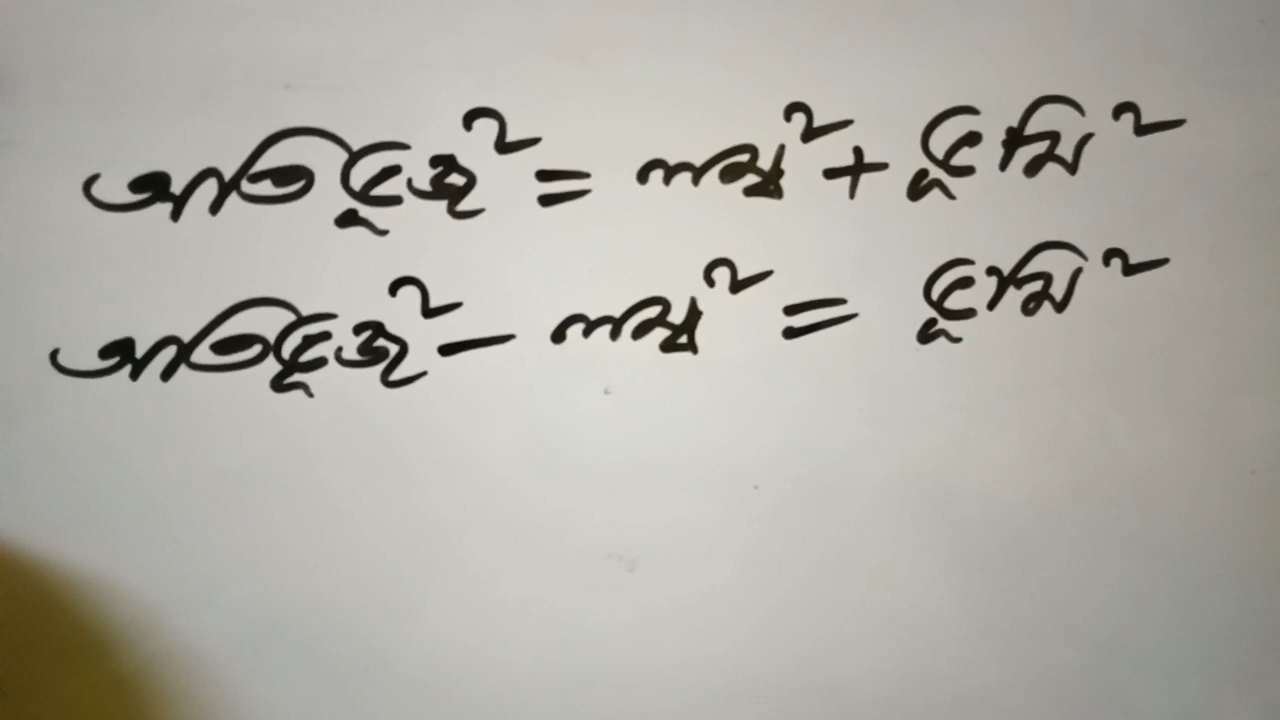 অতিভূজ² = লম্ব² + ভূমি²
অতিভূজ² - লম্ব² = ভূমি²